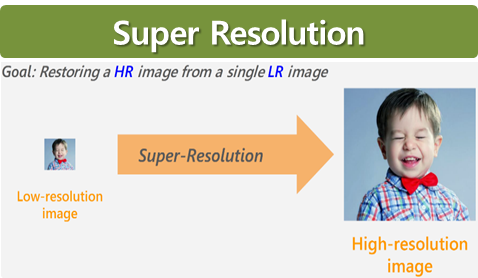 Super Resolution
Goal: Restoring a HR image from a single LR image
Super-Resolution
Low-resolution
image
High-resolution
image